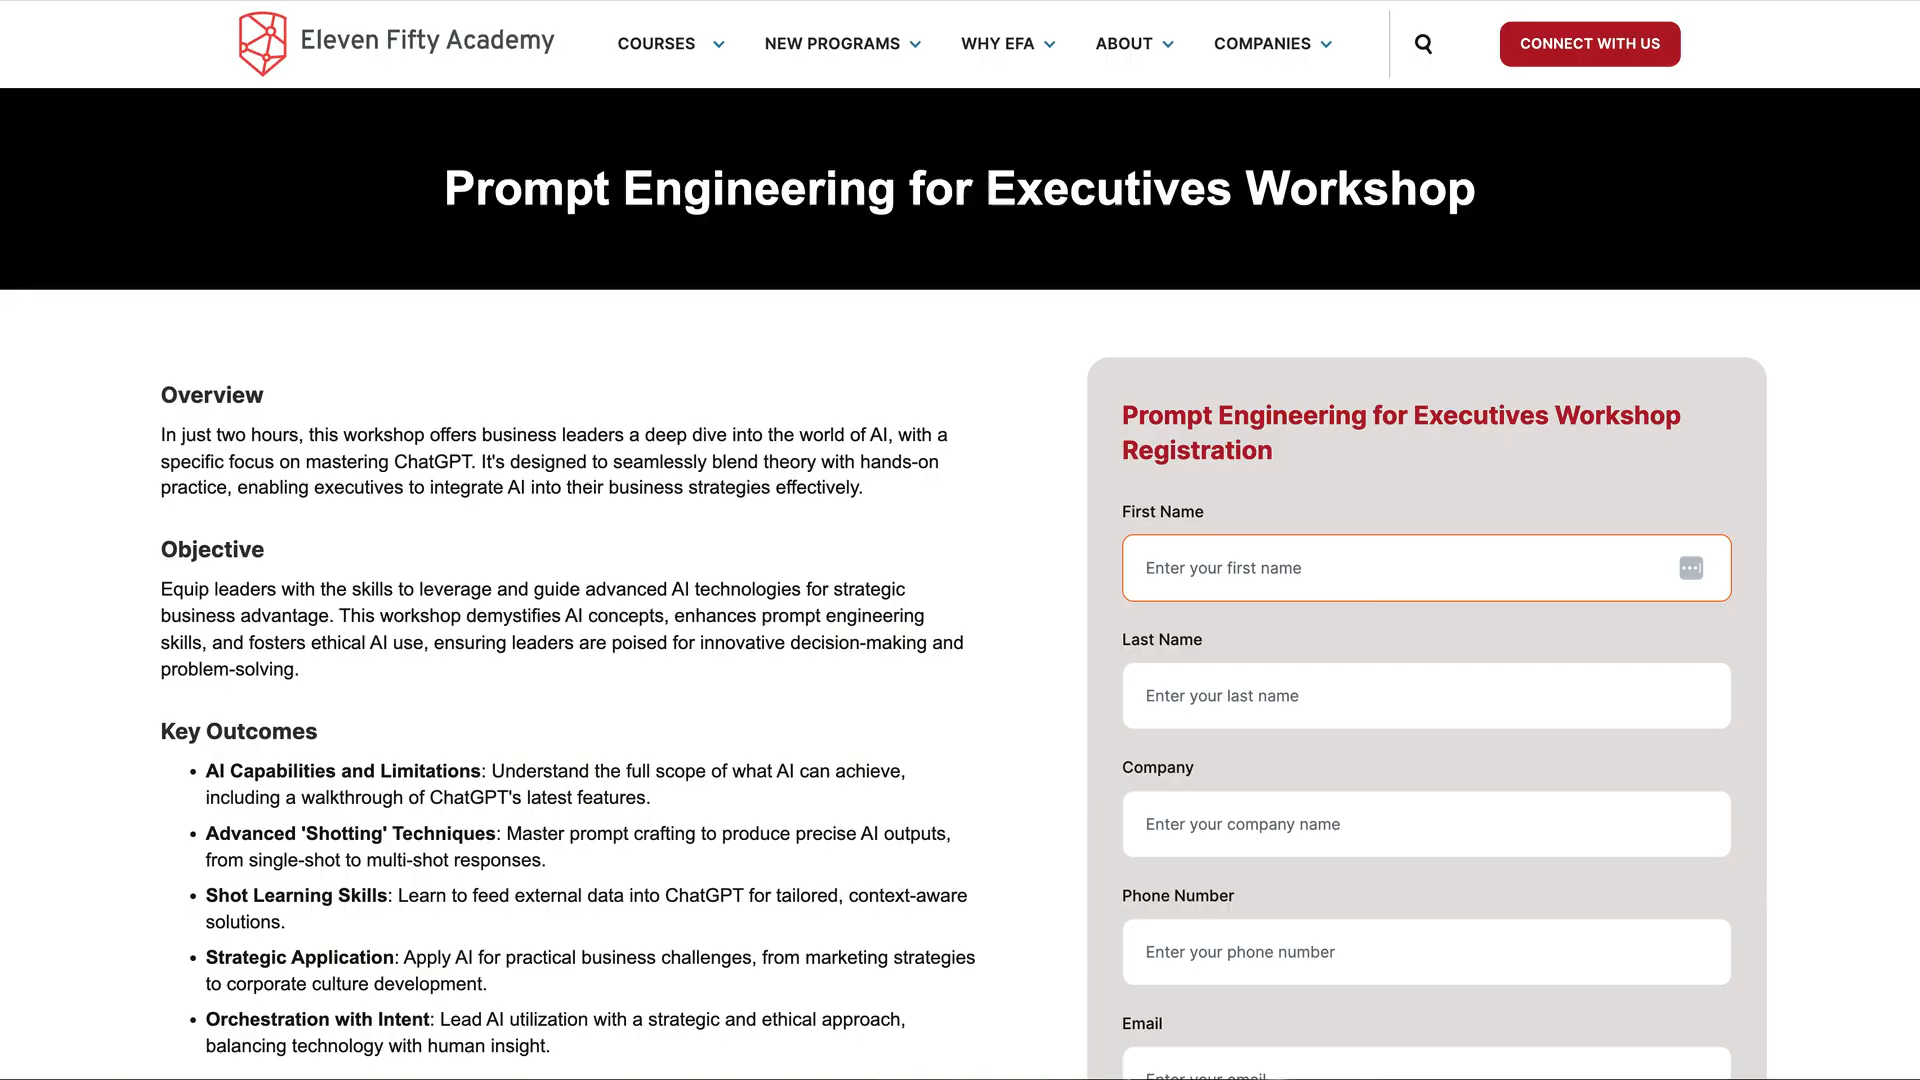 Eleven Fifty Academy
COURSES NEW PROGRAMS WHY EFA ABOUT COMPANIES CONNECT WITH US
Prompt Engineering for Executives Workshop
Overview
In just two hours, this workshop offers business leaders a deep dive into the world of AI, with a
specific focus on mastering ChatGPT. It's designed to seamlessly blend theory with hands-on
practice, enabling executives to integrate AI into their business strategies effectively.
Objective
Equip leaders with the skills to leverage and guide advanced AI technologies for strategic
business advantage. This workshop demystifies AI concepts, enhances prompt engineering
skills, and fosters ethical AI use, ensuring leaders are poised for innovative decision-making and
problem-solving.
Key Outcomes
• AI Capabilities and Limitations: Understand the full scope of what AI can achieve,
including a walkthrough of ChatGPT's latest features.
• Advanced 'Shotting' Techniques: Master prompt crafting to produce precise AI outputs,
from single-shot to multi-shot responses.
• Shot Learning Skills: Learn to feed external data into ChatGPT for tailored, context-aware
solutions.
• Strategic Application: Apply AI for practical business challenges, from marketing strategies
to corporate culture development.
• Orchestration with Intent: Lead AI utilization with a strategic and ethical approach,
balancing technology with human insight.
Prompt Engineering for Executives Workshop
Registration
First Name
Enter your first name
Last Name
Enter your last name
Company
Enter your company name
Phone Number
Enter your phone number
Email
Enter your email